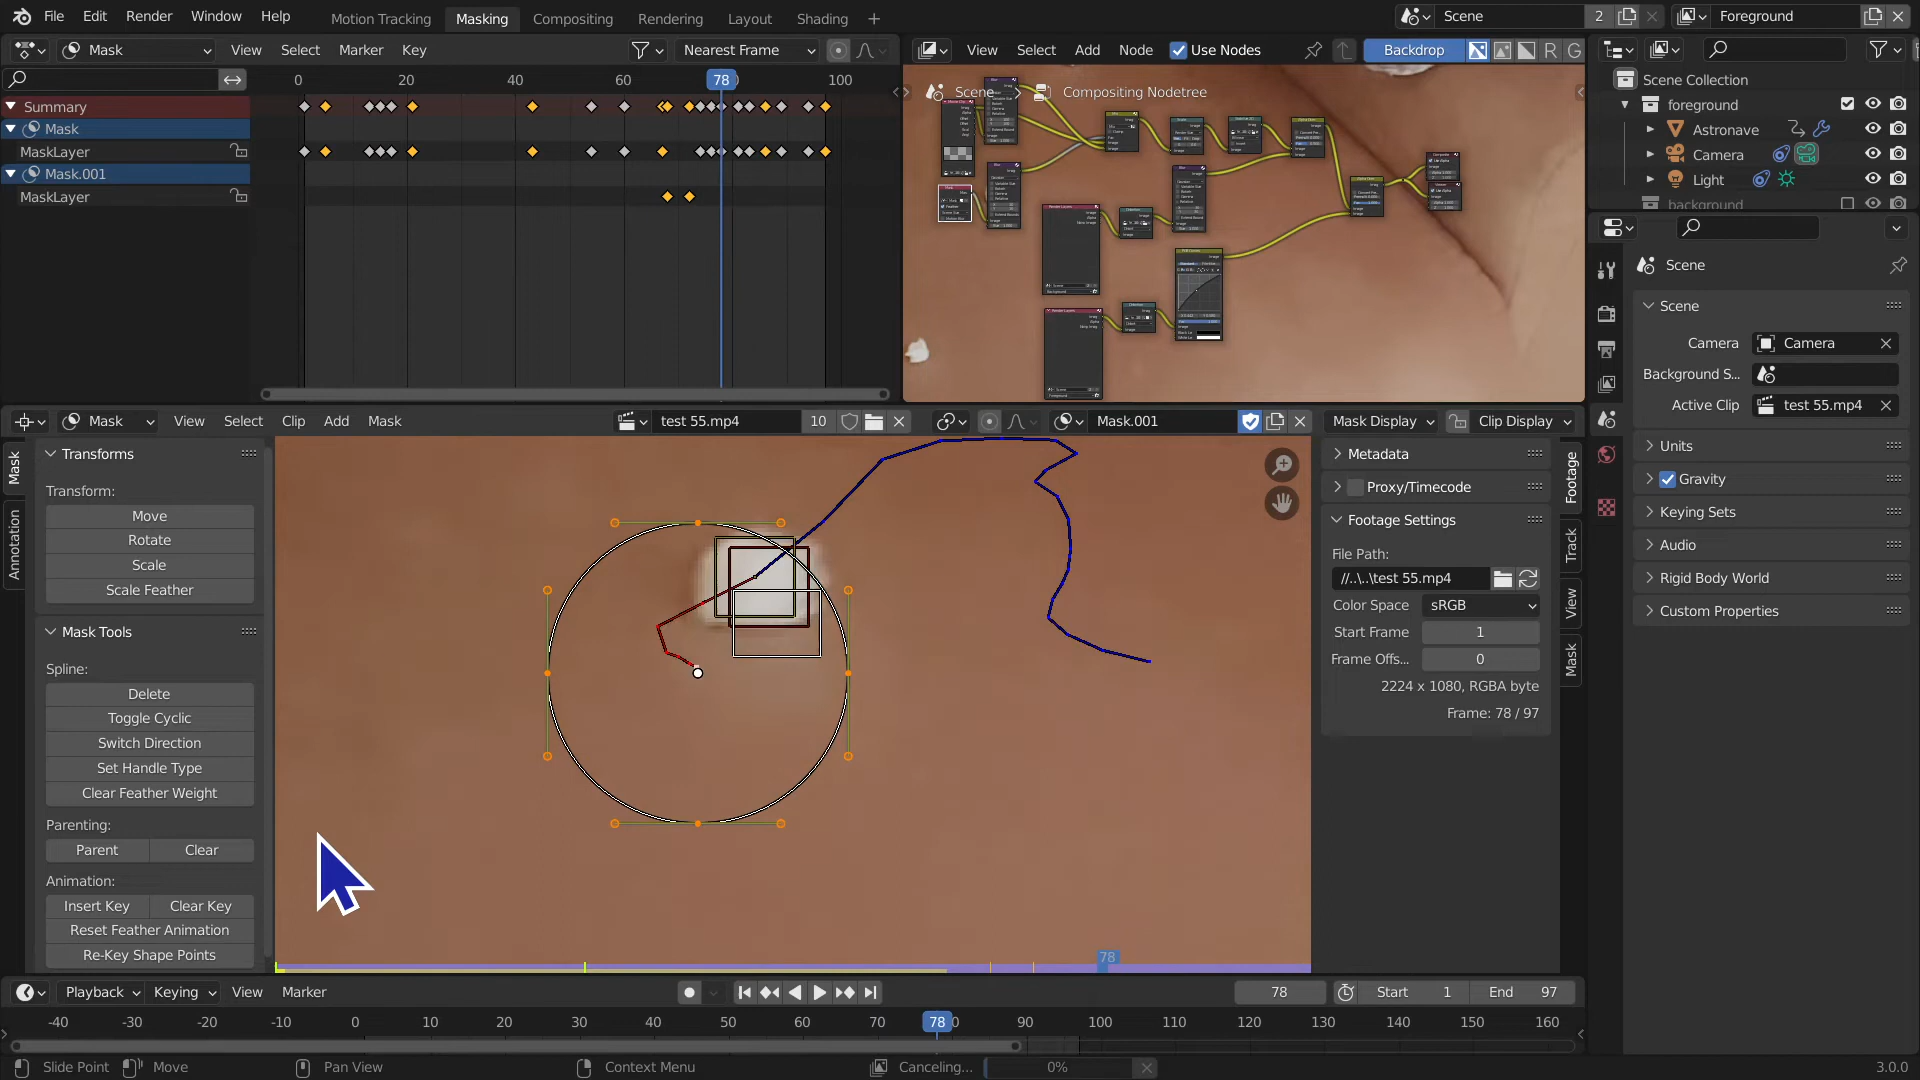 File Edit Render Window Help Motion Tracking Masking Compositing Rendering Layout Shading + Scene 2 Foreground
Mask View Select Marker Key Nearest Frame
0 20 40 60 78 100
Summary
Mask
MaskLayer
Mask.001
MaskLayer
View Select Add Node Use Nodes Backdrop R G
Scene > Compositing Nodetree
Scene Collection
foreground
Astronave
Camera
Light
background
Scene
Scene
Camera Camera
Background S...
Active Clip test 55.mp4
Units
Gravity
Keying Sets
Audio
Rigid Body World
Custom Properties
Mask View Select Clip Add Mask test 55.mp4 10 Mask.001 Mask Display Clip Display
Mask
Annotation
Transforms
Transform:
Move
Rotate
Scale
Scale Feather
Mask Tools
Spline:
Delete
Toggle Cyclic
Switch Direction
Set Handle Type
Clear Feather Weight
Parenting:
Parent Clear
Animation:
Insert Key Clear Key
Reset Feather Animation
Re-Key Shape Points
78
Metadata
Proxy/Timecode
Footage Settings
File Path:
//..\..\test 55.mp4
Color Space sRGB
Start Frame 1
Frame Offs... 0
2224 x 1080, RGBA byte
Frame: 78 / 97
Footage
Track
View
Mask
Playback Keying View Marker 78 Start 1 End 97
-40 -30 -20 -10 0 10 20 30 40 50 60 70 78 90 100 110 120 130 140 150 160
Slide Point Move Pan View Context Menu Canceling... 0% 3.0.0